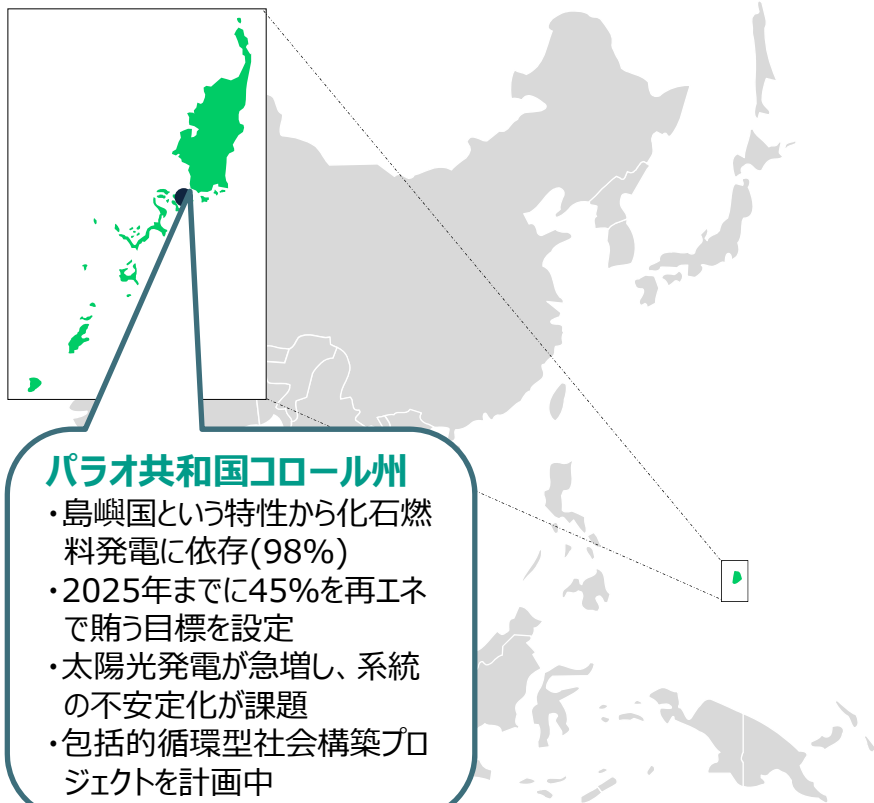 パラオ共和国コロール州
・島嶼国という特性から化石燃
料発電に依存(98%)
・2025年までに45%を再エネ
で賄う目標を設定
・太陽光発電が急増し、系統
の不安定化が課題
・包括的循環型社会構築プロ
ジェクトを計画中